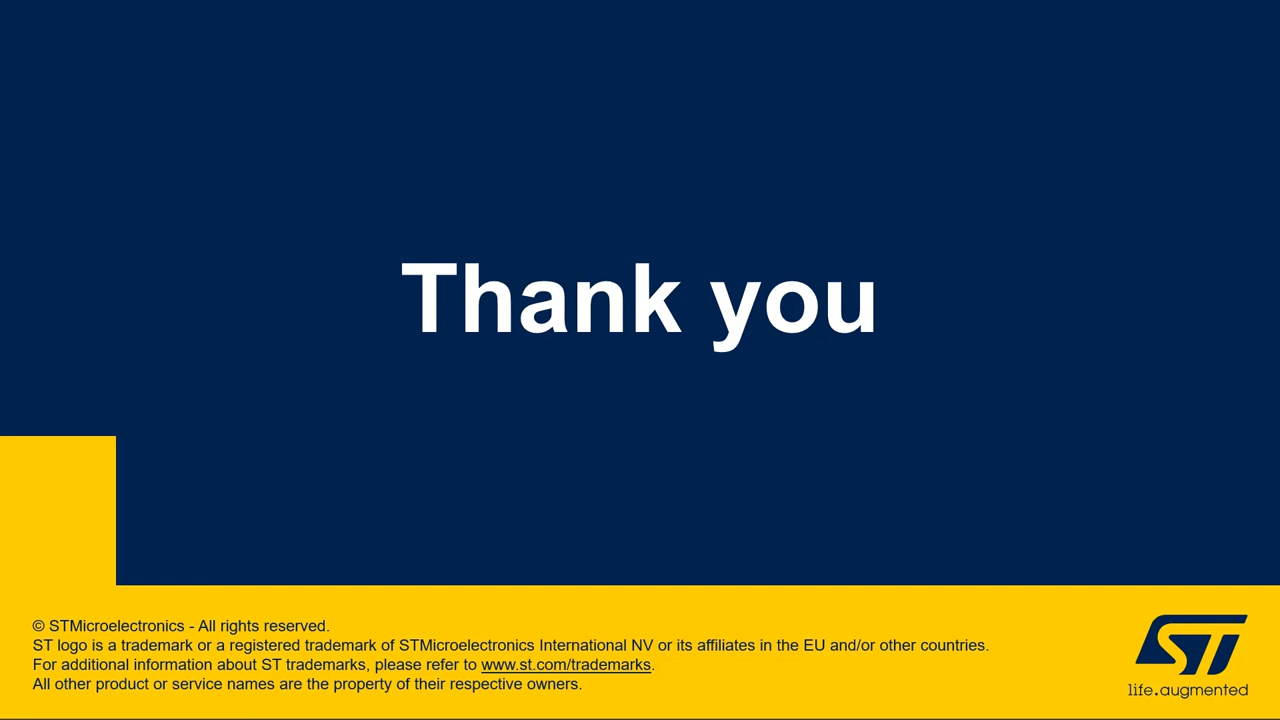 Thank you
© STMicroelectronics - All rights reserved.
ST logo is a trademark or a registered trademark of STMicroelectronics International NV or its affiliates in the EU and/or other countries.
For additional information about ST trademarks, please refer to www.st.com/trademarks.
All other product or service names are the property of their respective owners.
ST
life.augmented